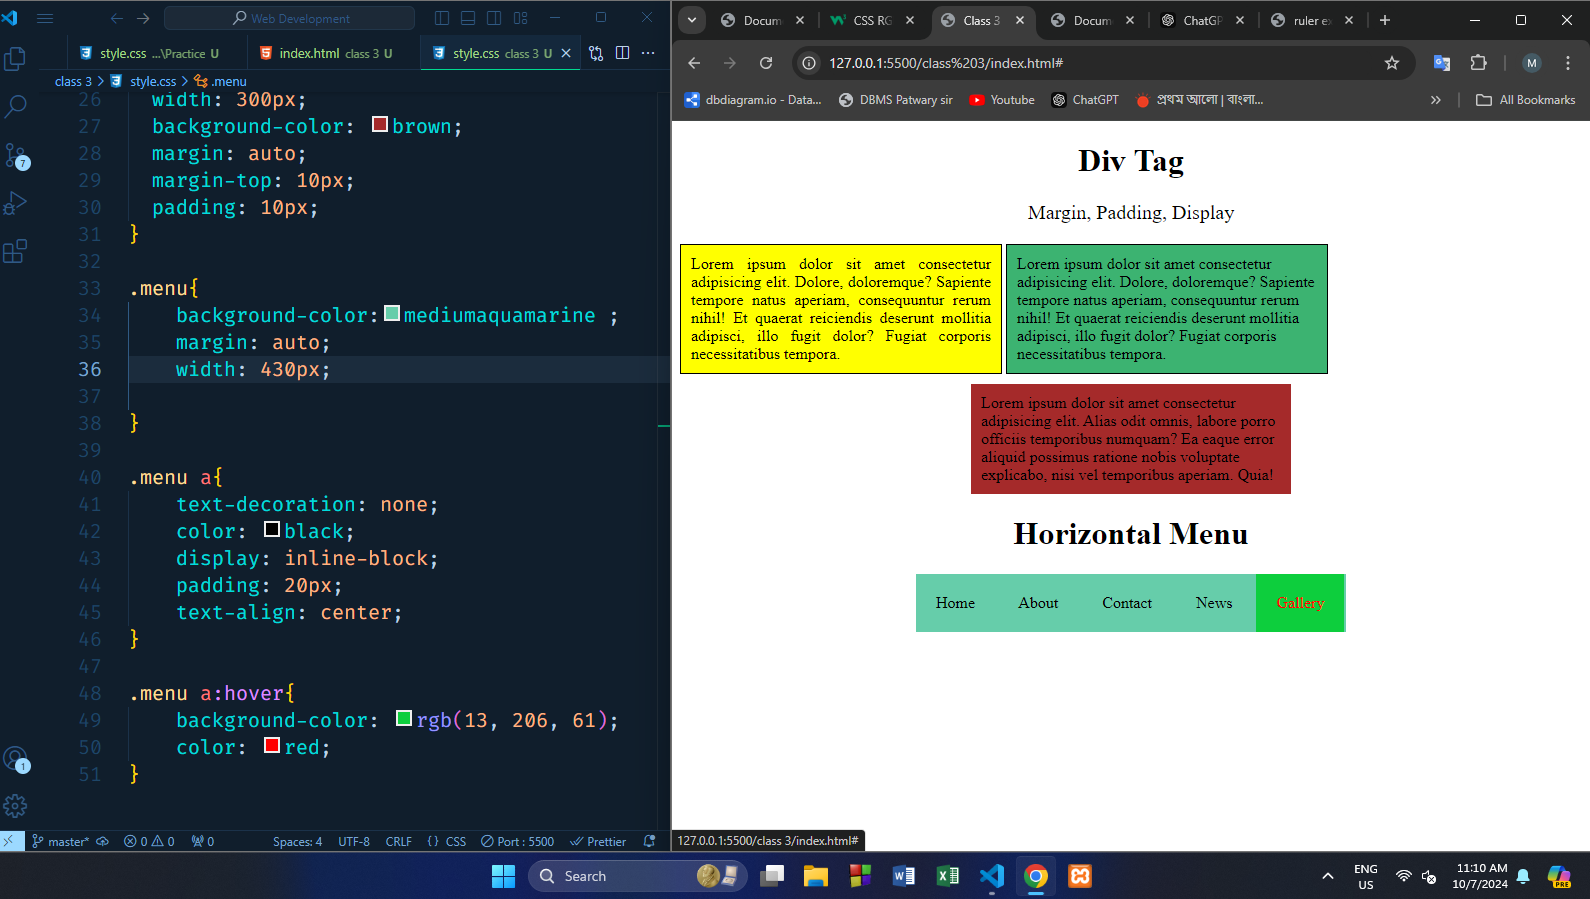 Web Development
style.css ...\Practice U
index.html class 3 U
style.css class 3 U
class 3 > style.css > .menu
26 width: 300px;
27 background-color: brown;
28 margin: auto;
29 margin-top: 10px;
30 padding: 10px;
31 }
32
33 .menu{
34 background-color: mediumaquamarine ;
35 margin: auto;
36 width: 430px;
37
38 }
39
40 .menu a{
41 text-decoration: none;
42 color: black;
43 display: inline-block;
44 padding: 20px;
45 text-align: center;
46 }
47
48 .menu a:hover{
49 background-color: rgb(13, 206, 61);
50 color: red;
51 }
7
1
master* 0 0 0 Spaces: 4 UTF-8 CRLF {} CSS Port : 5500 Prettier
Docum CSS RG Class 3 Docum ChatGP ruler ex
127.0.0.1:5500/class%203/index.html#
M
dbdiagram.io - Data... DBMS Patwary sir Youtube ChatGPT প্রথম আলো | বাংলা... » All Bookmarks
Div Tag
Margin, Padding, Display
Lorem ipsum dolor sit amet consectetur
adipisicing elit. Dolore, doloremque? Sapiente
tempore natus aperiam, consequuntur rerum
nihil! Et quaerat reiciendis deserunt mollitia
adipisci, illo fugit dolor? Fugiat corporis
necessitatibus tempora.
Lorem ipsum dolor sit amet consectetur
adipisicing elit. Dolore, doloremque? Sapiente
tempore natus aperiam, consequuntur rerum
nihil! Et quaerat reiciendis deserunt mollitia
adipisci, illo fugit dolor? Fugiat corporis
necessitatibus tempora.
Lorem ipsum dolor sit amet consectetur
adipisicing elit. Alias odit omnis, labore porro
officiis temporibus numquam? Ea eaque error
aliquid possimus ratione nobis voluptate
explicabo, nisi vel temporibus aperiam. Quia!
Horizontal Menu
Home About Contact News Gallery
127.0.0.1:5500/class 3/index.html#
Search
ENG
US
11:10 AM
10/7/2024
PRE